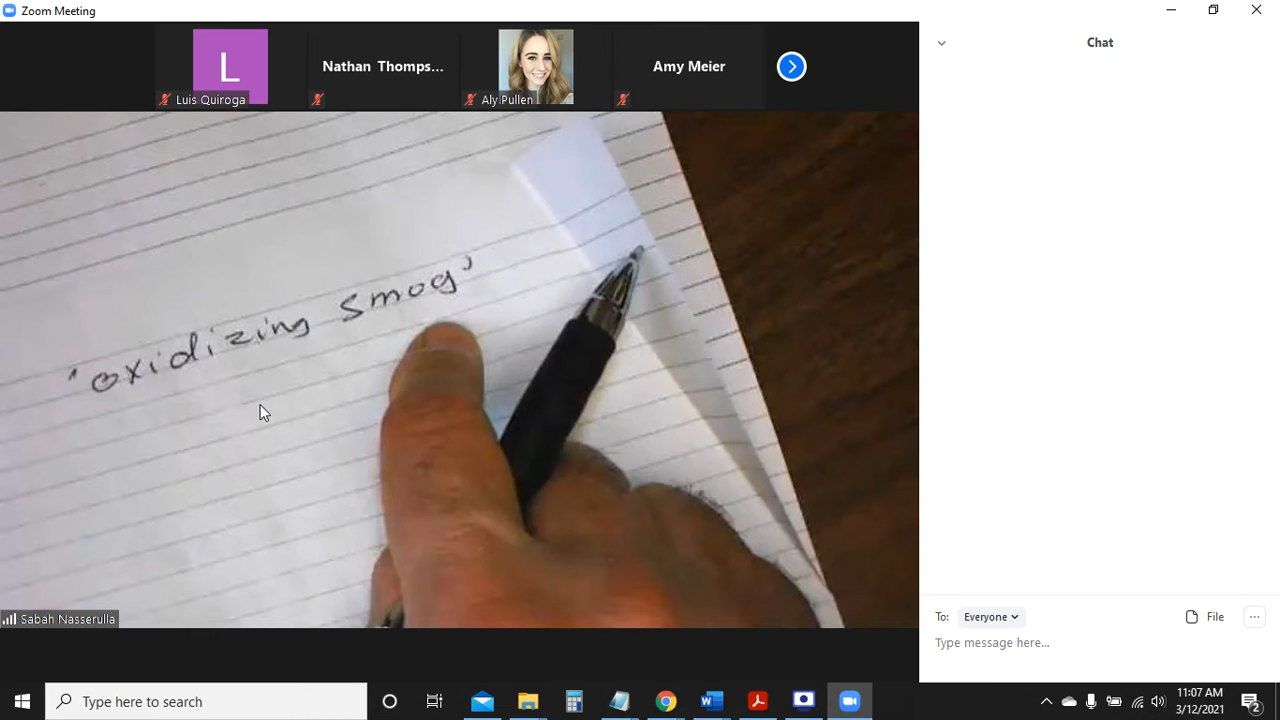 Zoom Meeting
Chat
L
Nathan Thomps...
Amy Meier
Luis Quiroga
Aly Pullen
'oxidizing smog'
Sabah Nasserulla
To: Everyone
File
...
Type message here...
Type here to search
11:07 AM
3/12/2021
2